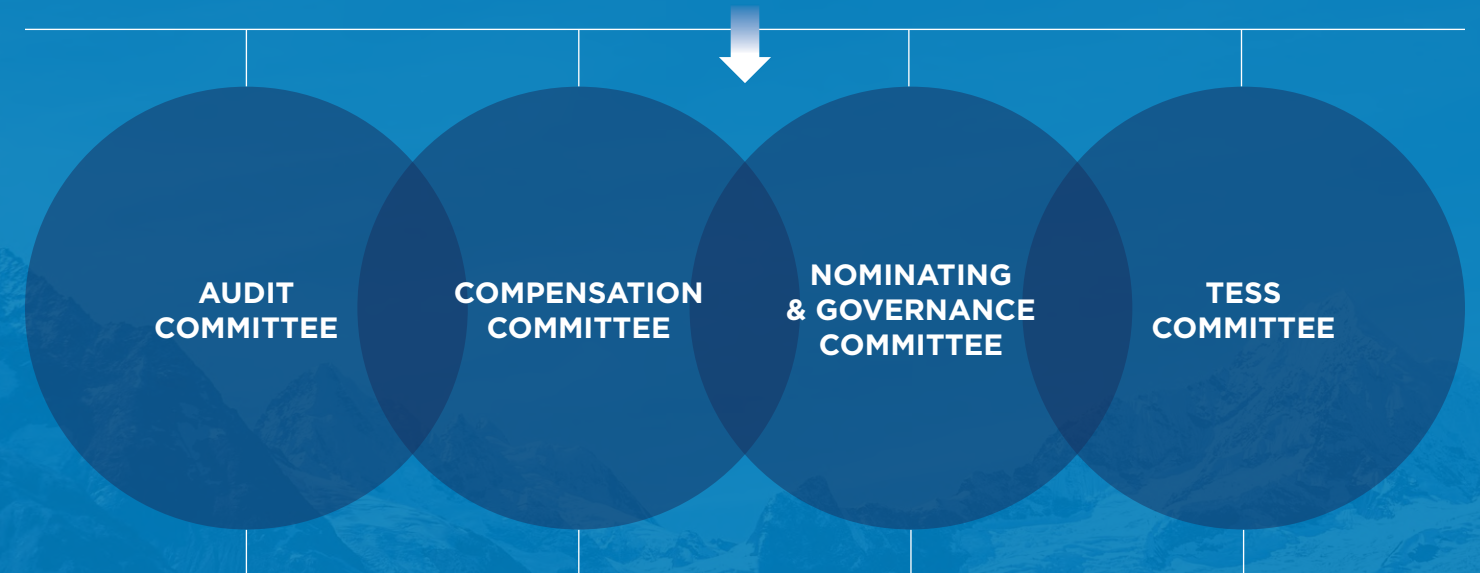 AUDIT
COMMITTEE
COMPENSATION
COMMITTEE
NOMINATING
& GOVERNANCE
COMMITTEE
TESS
COMMITTEE